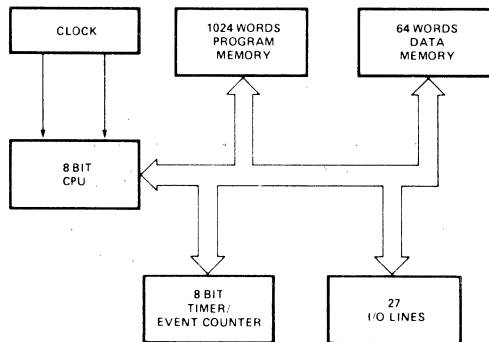 CLOCK
1024 WORDS
PROGRAM
MEMORY
64 WORDS
DATA
MEMORY
8 BIT
CPU
8 BIT
TIMER/
EVENT COUNTER
27
I/O LINES